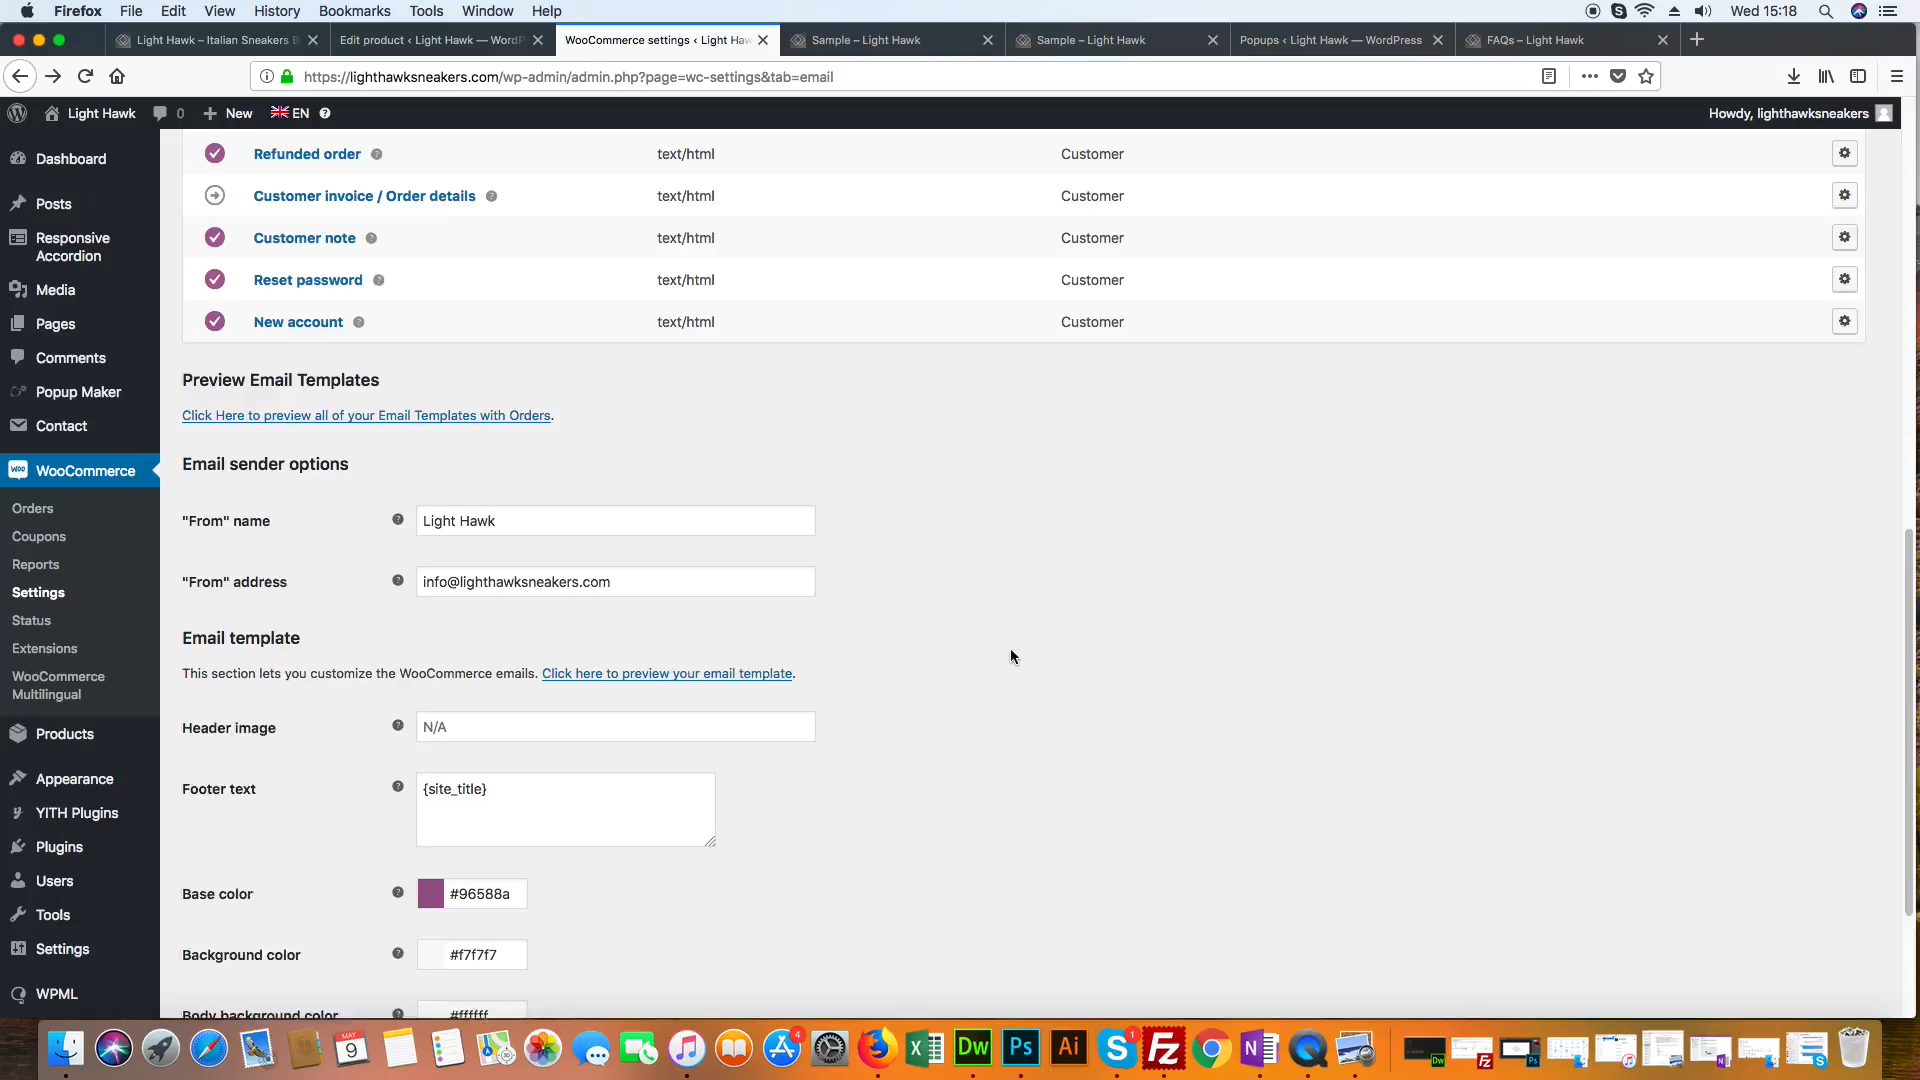 Firefox File Edit View History Bookmarks Tools Window Help Wed 15:18
Light Hawk – Italian Sneakers B Edit product ‹ Light Hawk — WordP WooCommerce settings ‹ Light Haw Sample – Light Hawk Sample – Light Hawk Popups ‹ Light Hawk — WordPress FAQs – Light Hawk
https://lighthawksneakers.com/wp-admin/admin.php?page=wc-settings&tab=email
Light Hawk 0 New EN Howdy, lighthawksneakers
Dashboard
Posts
Responsive
Accordion
Media
Pages
Comments
Popup Maker
Contact
WooCommerce
Orders
Coupons
Reports
Settings
Status
Extensions
WooCommerce
Multilingual
Products
Appearance
YITH Plugins
Plugins
Users
Tools
Settings
WPML
Refunded order text/html Customer
Customer invoice / Order details text/html Customer
Customer note text/html Customer
Reset password text/html Customer
New account text/html Customer
Preview Email Templates
Click Here to preview all of your Email Templates with Orders.
Email sender options
"From" name Light Hawk
"From" address info@lighthawksneakers.com
Email template
This section lets you customize the WooCommerce emails. Click here to preview your email template.
Header image N/A
Footer text {site_title}
Base color #96588a
Background color #f7f7f7
Body background color #ffffff
MAY
9
4
Dw Ps Ai
1
Fz